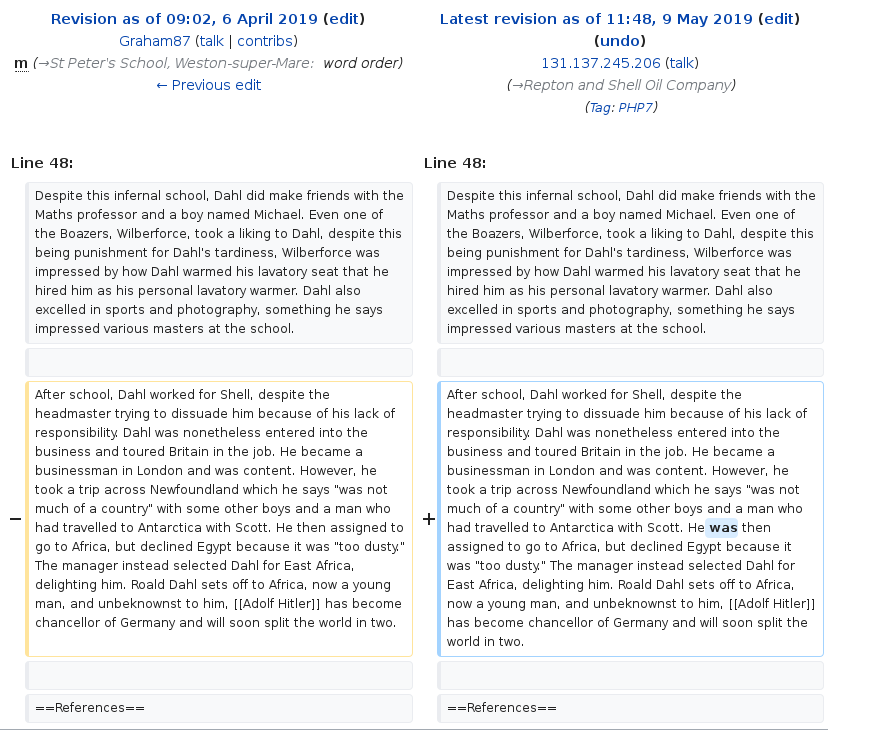 Revision as of 09:02, 6 April 2019 (edit)
Graham87 (talk | contribs)
m (→St Peter's School, Weston-super-Mare: word order)
← Previous edit
Latest revision as of 11:48, 9 May 2019 (edit)
(undo)
131.137.245.206 (talk)
(→Repton and Shell Oil Company)
(Tag: PHP7)
Line 48:
Despite this infernal school, Dahl did make friends with the
Maths professor and a boy named Michael. Even one of
the Boazers, Wilberforce, took a liking to Dahl, despite this
being punishment for Dahl's tardiness, Wilberforce was
impressed by how Dahl warmed his lavatory seat that he
hired him as his personal lavatory warmer. Dahl also
excelled in sports and photography, something he says
impressed various masters at the school.
− After school, Dahl worked for Shell, despite the
headmaster trying to dissuade him because of his lack of
responsibility. Dahl was nonetheless entered into the
business and toured Britain in the job. He became a
businessman in London and was content. However, he
took a trip across Newfoundland which he says "was not
much of a country" with some other boys and a man who
had travelled to Antarctica with Scott. He then assigned to
go to Africa, but declined Egypt because it was "too dusty."
The manager instead selected Dahl for East Africa,
delighting him. Roald Dahl sets off to Africa, now a young
man, and unbeknownst to him, [[Adolf Hitler]] has become
chancellor of Germany and will soon split the world in two.
==References==
Line 48:
Despite this infernal school, Dahl did make friends with the
Maths professor and a boy named Michael. Even one of
the Boazers, Wilberforce, took a liking to Dahl, despite this
being punishment for Dahl's tardiness, Wilberforce was
impressed by how Dahl warmed his lavatory seat that he
hired him as his personal lavatory warmer. Dahl also
excelled in sports and photography, something he says
impressed various masters at the school.
+ After school, Dahl worked for Shell, despite the
headmaster trying to dissuade him because of his lack of
responsibility. Dahl was nonetheless entered into the
business and toured Britain in the job. He became a
businessman in London and was content. However, he
took a trip across Newfoundland which he says "was not
much of a country" with some other boys and a man who
had travelled to Antarctica with Scott. He was then
assigned to go to Africa, but declined Egypt because it
was "too dusty." The manager instead selected Dahl for
East Africa, delighting him. Roald Dahl sets off to Africa,
now a young man, and unbeknownst to him, [[Adolf Hitler]]
has become chancellor of Germany and will soon split the
world in two.
==References==